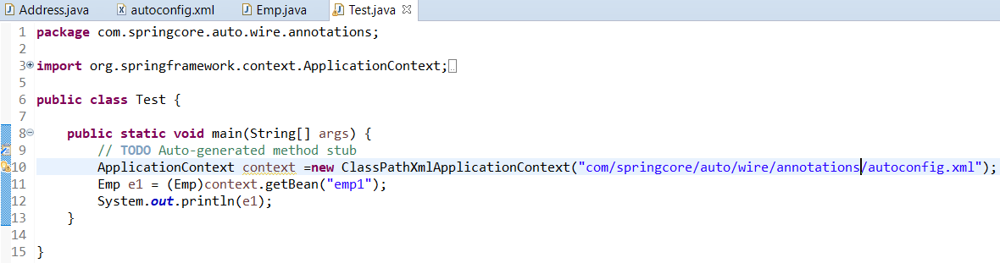 Address.java autoconfig.xml Emp.java Test.java
1 package com.springcore.auto.wire.annotations;
2
3 import org.springframework.context.ApplicationContext;
5
6 public class Test {
7
8 public static void main(String[] args) {
9 // TODO Auto-generated method stub
10 ApplicationContext context =new ClassPathXmlApplicationContext("com/springcore/auto/wire/annotations/autoconfig.xml");
11 Emp e1 = (Emp)context.getBean("emp1");
12 System.out.println(e1);
13 }
14
15 }